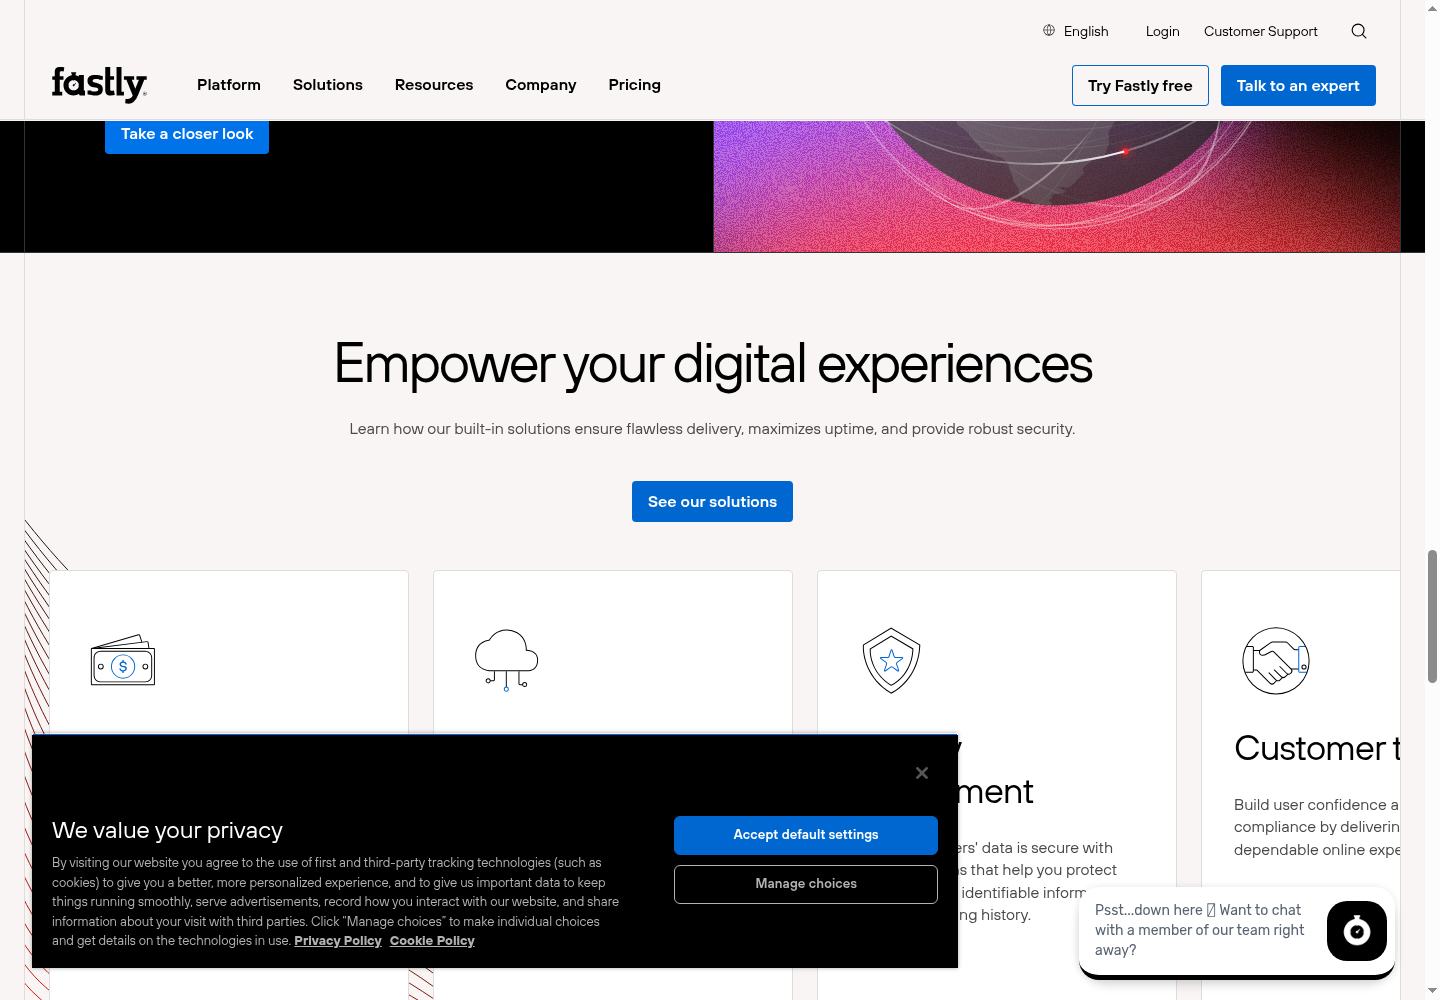 English
Login
Customer Support
fastly
Platform
Solutions
Resources
Company
Pricing
Try Fastly free
Talk to an expert
Take a closer look
Empower your digital experiences
Learn how our built-in solutions ensure flawless delivery, maximizes uptime, and provide robust security.
See our solutions
$
ment
ers' data is secure with
s that help you protect
identifiable inform
ng history.
Customer t
Build user confidence a
compliance by deliverin
dependable online expe
We value your privacy
By visiting our website you agree to the use of first and third-party tracking technologies (such as
cookies) to give you a better, more personalized experience, and to give us important data to keep
things running smoothly, serve advertisements, record how you interact with our website, and share
information about your visit with third parties. Click "Manage choices" to make individual choices
and get details on the technologies in use. Privacy Policy Cookie Policy
Accept default settings
Manage choices
Psst...down here Want to chat
with a member of our team right
away?